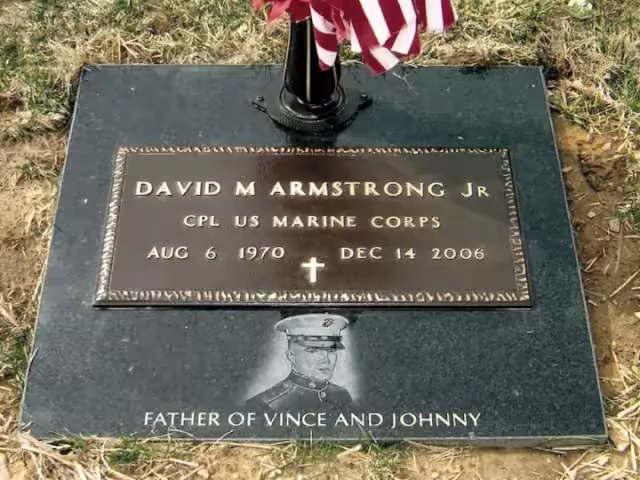 DAVID M ARMSTRONG JR
CPL US MARINE CORPS
AUG 6 1970 DEC 14 2006
FATHER OF VINCE AND JOHNNY